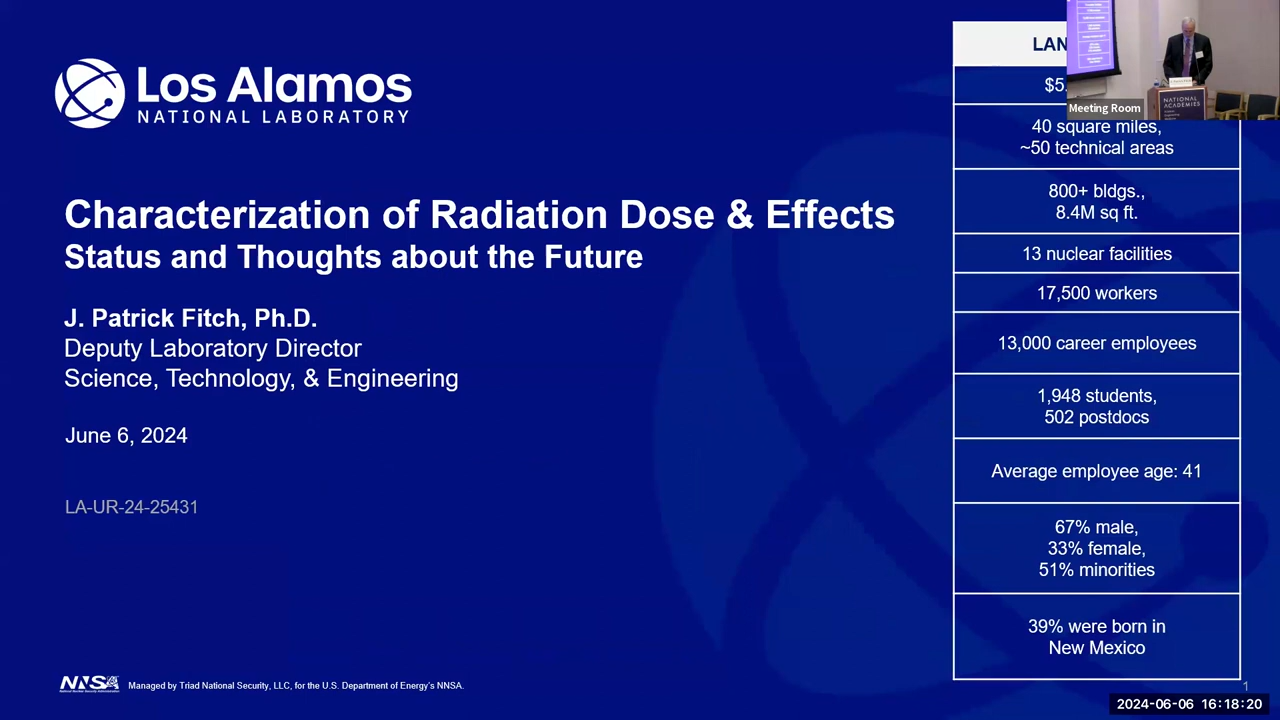 Los Alamos
NATIONAL LABORATORY
Characterization of Radiation Dose & Effects
Status and Thoughts about the Future
J. Patrick Fitch, Ph.D.
Deputy Laboratory Director
Science, Technology, & Engineering
June 6, 2024
LA-UR-24-25431
NNSA
Managed by Triad National Security, LLC, for the U.S. Department of Energy's NNSA.
LAN
$5.
40 square miles,
~50 technical areas
800+ bldgs.,
8.4M sq ft.
13 nuclear facilities
17,500 workers
13,000 career employees
1,948 students,
502 postdocs
Average employee age: 41
67% male,
33% female,
51% minorities
39% were born in
New Mexico
1
Meeting Room
NATIONAL
ACADEMIES
2024-06-06 16:18:20